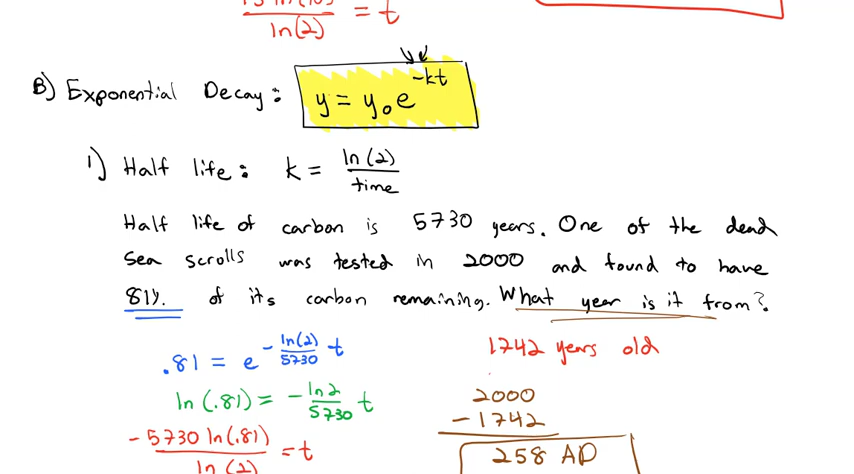 ln(2) = t
B) Exponential Decay: y = y₀e^(-kt)
1) Half life: k = ln(2)/time
Half life of carbon is 5730 years. One of the dead
Sea scrolls was tested in 2000 and found to have
81% of its carbon remaining. What year is it from?
.81 = e^(-ln(2)/5730 t)
1742 years old
ln(.81) = -ln2/5730 t
2000
- 1742
-5730 ln(.81)/ln(2) = t
258 AD